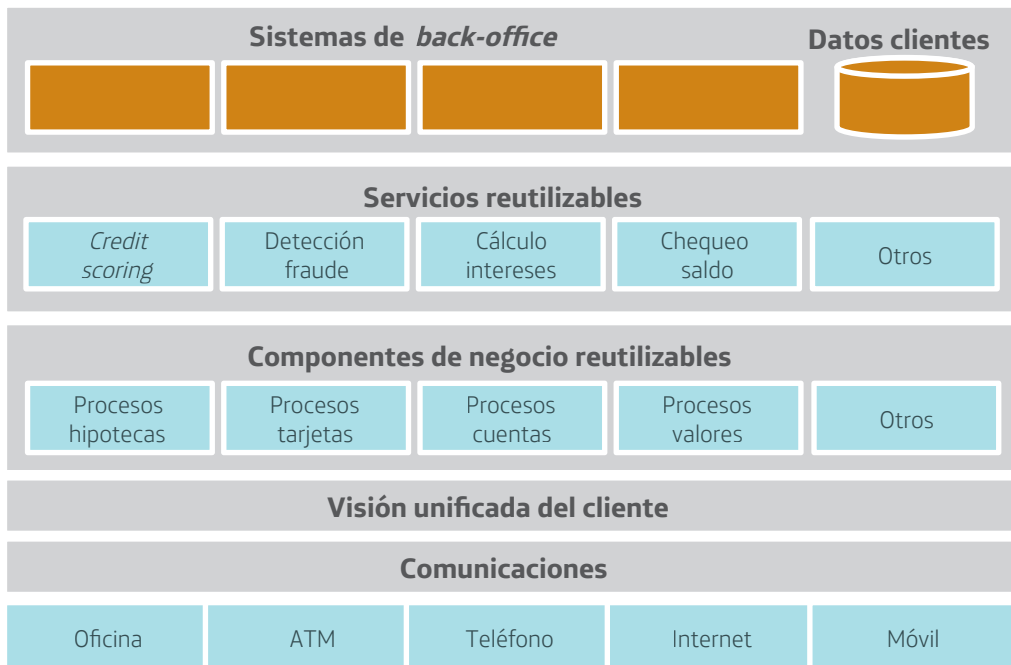 Sistemas de back-office
Datos clientes
Servicios reutilizables
Credit
scoring
Detección
fraude
Cálculo
intereses
Chequeo
saldo
Otros
Componentes de negocio reutilizables
Procesos
hipotecas
Procesos
tarjetas
Procesos
cuentas
Procesos
valores
Otros
Visión unificada del cliente
Comunicaciones
Oficina
ATM
Teléfono
Internet
Móvil